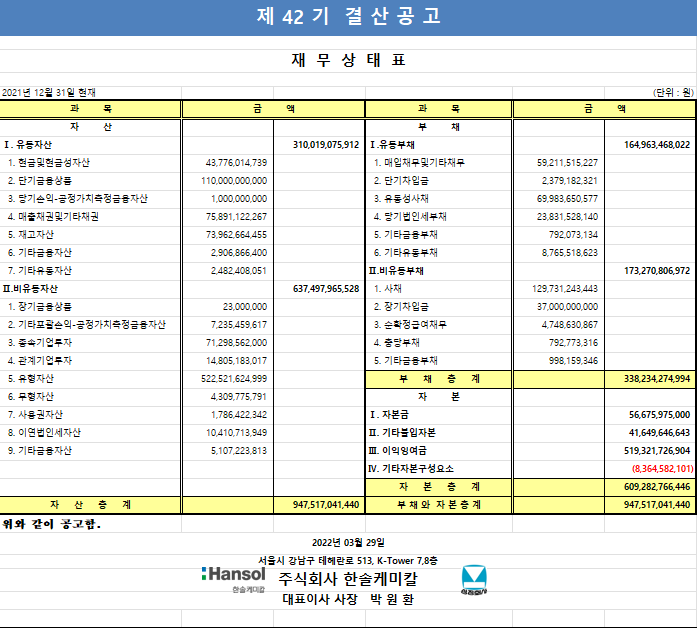 제 42 기 결 산 공 고
재 무 상 태 표
2021년 12월 31일 현재 (단위 : 원)
과 목 금 액 과 목 금 액
자 산 부 채
Ⅰ. 유동자산 310,019,075,912 Ⅰ.유동부채 164,963,468,022
1. 현금및현금성자산 43,776,014,739 1. 매입채무및기타채무 59,211,515,227
2. 단기금융상품 110,000,000,000 2. 단기차입금 2,379,182,321
3. 당기손익-공정가치측정금융자산 1,000,000,000 3. 유동성사채 69,983,650,577
4. 매출채권및기타채권 75,891,122,267 4. 당기법인세부채 23,831,528,140
5. 재고자산 73,962,664,455 5. 기타금융부채 792,073,134
6. 기타금융자산 2,906,866,400 6. 기타유동부채 8,765,518,623
7. 기타유동자산 2,482,408,051 Ⅱ.비유동부채 173,270,806,972
Ⅱ.비유동자산 637,497,965,528 1. 사채 129,731,243,443
1. 장기금융상품 23,000,000 2. 장기차입금 37,000,000,000
2. 기타포괄손익-공정가치측정금융자산 7,235,459,617 3. 순확정급여채무 4,748,630,867
3. 종속기업투자 71,298,562,000 4. 충당부채 792,773,316
4. 관계기업투자 14,805,183,017 5. 기타금융부채 998,159,346
5. 유형자산 522,521,624,999 부 채 총 계 338,234,274,994
6. 무형자산 4,309,775,791 자 본
7. 사용권자산 1,786,422,342 Ⅰ. 자본금 56,675,975,000
8. 이연법인세자산 10,410,713,949 Ⅱ. 기타불입자본 41,649,646,643
9. 기타금융자산 5,107,223,813 Ⅲ. 이익잉여금 519,321,726,904
Ⅳ. 기타자본구성요소 (8,364,582,101)
자 본 총 계 609,282,766,446
자 산 총 계 947,517,041,440 부 채 와 자 본 총 계 947,517,041,440
위와 같이 공고함.
2022년 03월 29일
서울시 강남구 테헤란로 513, K-Tower 7,8층
Hansol 주식회사 한솔케미칼
한솔케미칼
대표이사 사장 박 원 환